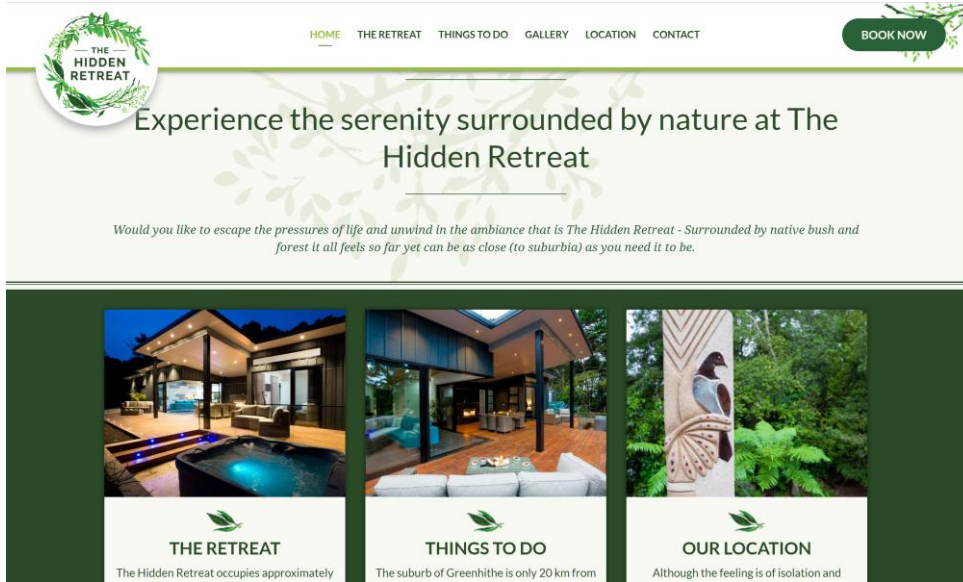 THE
HIDDEN
RETREAT
HOME THE RETREAT THINGS TO DO GALLERY LOCATION CONTACT
BOOK NOW
Experience the serenity surrounded by nature at The
Hidden Retreat
Would you like to escape the pressures of life and unwind in the ambiance that is The Hidden Retreat - Surrounded by native bush and
forest it all feels so far yet can be as close (to suburbia) as you need it to be.
THE RETREAT
The Hidden Retreat occupies approximately
THINGS TO DO
The suburb of Greenhithe is only 20 km from
OUR LOCATION
Although the feeling is of isolation and